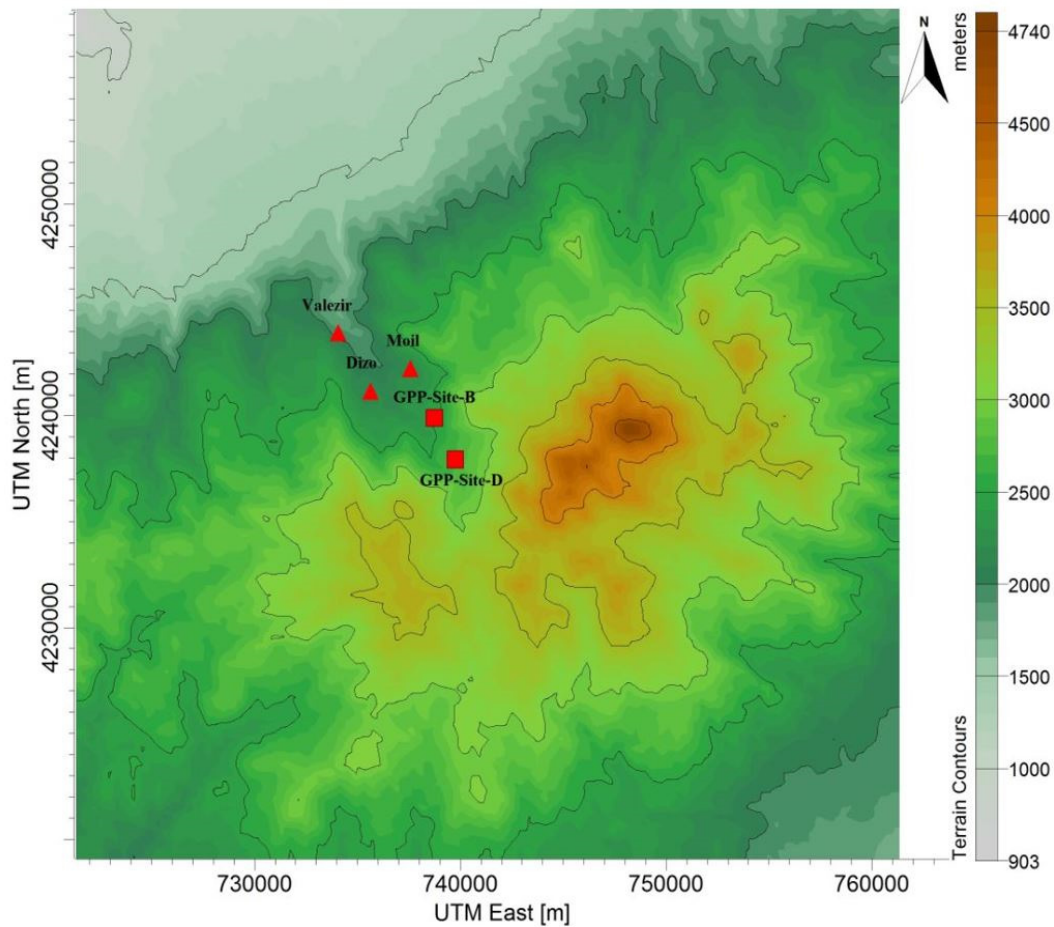 N
meters
4740
4500
4000
3500
3000
2500
2000
1500
1000
903
Terrain Contours
UTM North [m]
4250000
4240000
4230000
Valezir
Moil
Dizo
GPP-Site-B
GPP-Site-D
730000
740000
750000
760000
UTM East [m]